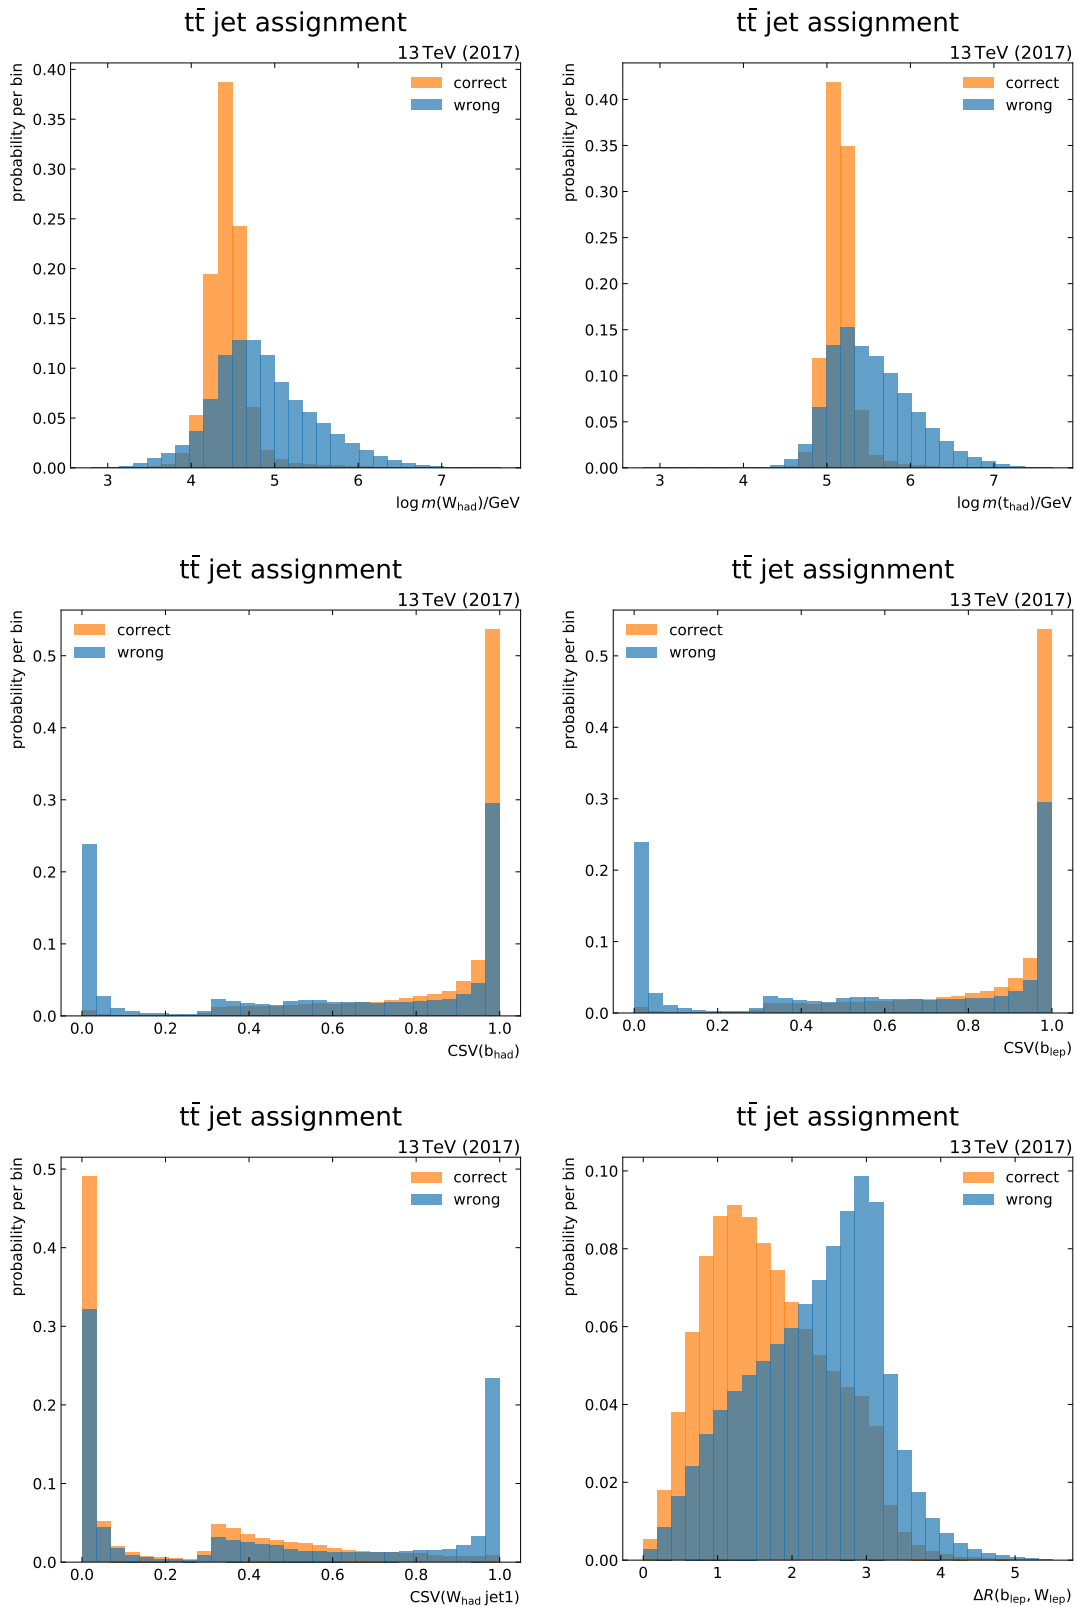 tt̄ jet assignment
13 TeV (2017)
probability per bin
correct
wrong
0.40
0.35
0.30
0.25
0.20
0.15
0.10
0.05
0.00
3 4 5 6 7
log m(W_had)/GeV
tt̄ jet assignment
13 TeV (2017)
probability per bin
correct
wrong
0.40
0.35
0.30
0.25
0.20
0.15
0.10
0.05
0.00
3 4 5 6 7
log m(t_had)/GeV
tt̄ jet assignment
13 TeV (2017)
probability per bin
correct
wrong
0.5
0.4
0.3
0.2
0.1
0.0
0.0 0.2 0.4 0.6 0.8 1.0
CSV(b_had)
tt̄ jet assignment
13 TeV (2017)
probability per bin
correct
wrong
0.5
0.4
0.3
0.2
0.1
0.0
0.0 0.2 0.4 0.6 0.8 1.0
CSV(b_lep)
tt̄ jet assignment
13 TeV (2017)
probability per bin
correct
wrong
0.5
0.4
0.3
0.2
0.1
0.0
0.0 0.2 0.4 0.6 0.8 1.0
CSV(W_had jet1)
tt̄ jet assignment
13 TeV (2017)
probability per bin
correct
wrong
0.10
0.08
0.06
0.04
0.02
0.00
0 1 2 3 4 5
ΔR(b_lep, W_lep)